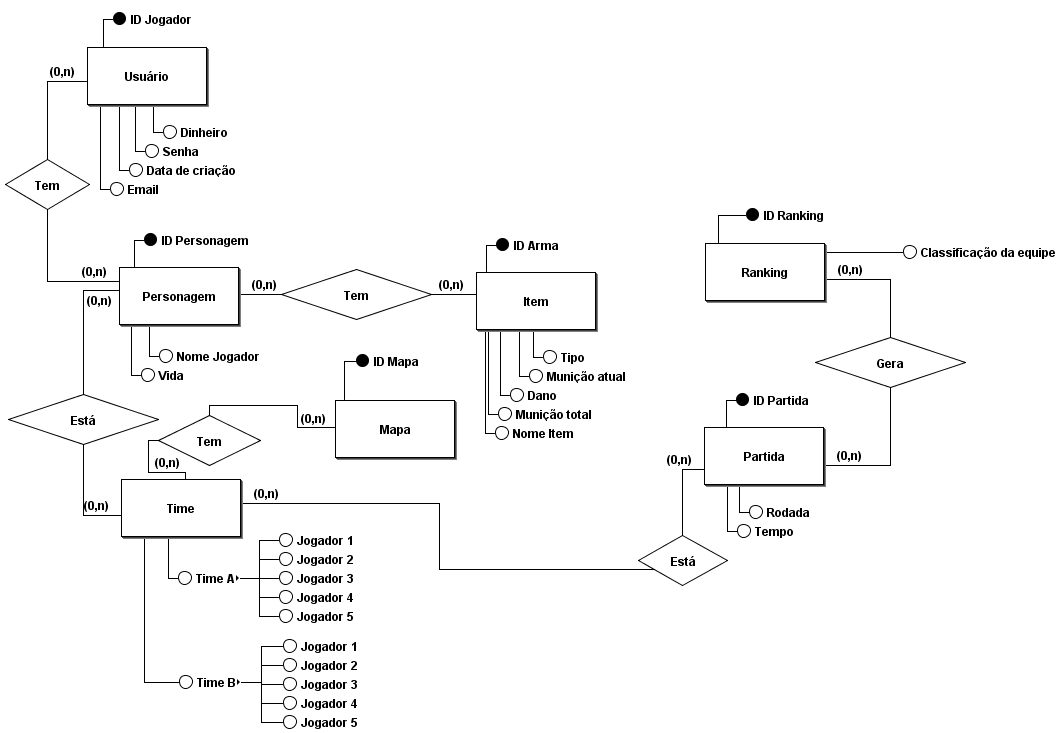 ID Jogador
Usuário
(0,n)
Dinheiro
Senha
Data de criação
Email
Tem
(0,n)
ID Personagem
Personagem
(0,n)
(0,n)
Tem
(0,n)
ID Arma
Item
Nome Jogador
Vida
Tipo
Munição atual
Dano
Munição total
Nome Item
ID Ranking
Ranking
Classificação da equipe
(0,n)
Gera
ID Mapa
Mapa
(0,n)
Tem
(0,n)
Está
(0,n)
Time
(0,n)
ID Partida
Partida
(0,n)
(0,n)
Rodada
Tempo
Está
Time A
Jogador 1
Jogador 2
Jogador 3
Jogador 4
Jogador 5
Time B
Jogador 1
Jogador 2
Jogador 3
Jogador 4
Jogador 5